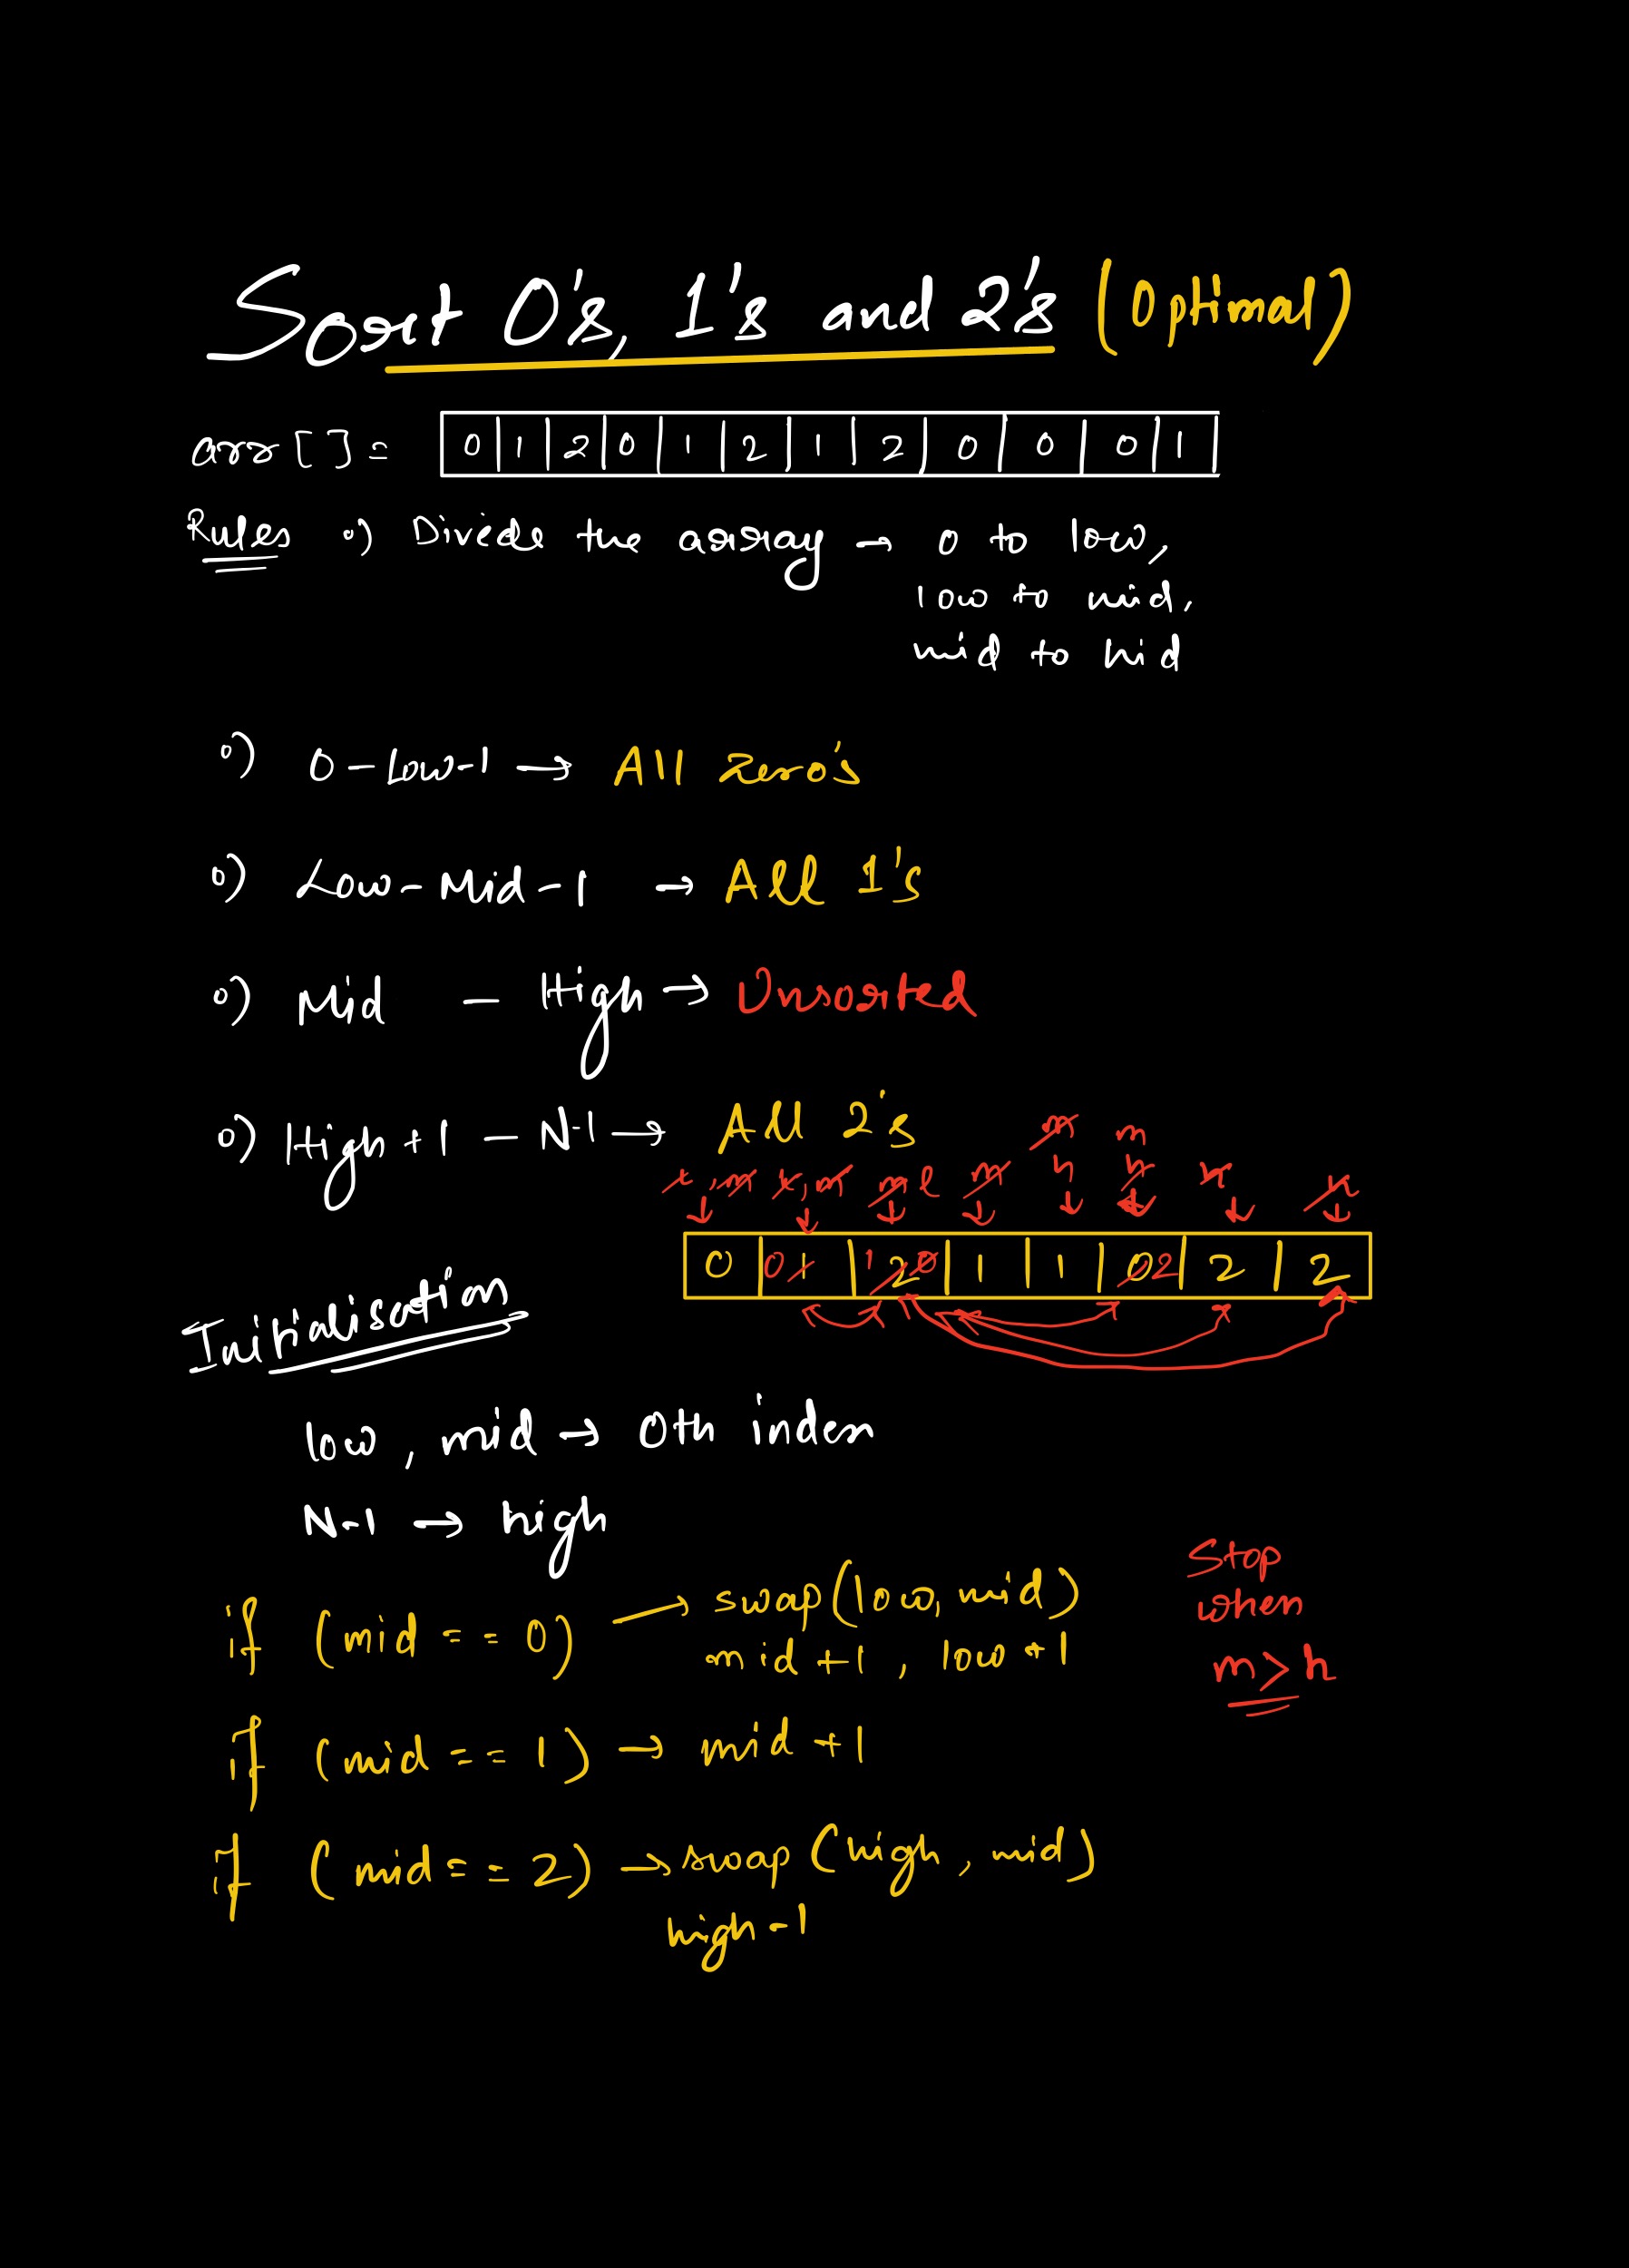 Sort 0's, 1's and 2's (Optimal)
arr[] = 0 | 1 | 2 | 0 | 1 | 2 | 1 | 2 | 0 | 0 | 0 | 1 |
Rules o) Divide the array → 0 to low,
low to mid,
mid to hid
o) 0 - Low-1 → All Zero's
o) Low - Mid - 1 → All 1's
o) Mid - High → Unsorted
o) High + 1 - N-1 → All 2's
m m
m l m h h
0 | 0 1 | 1 2 0 | 1 | 1 | 0 2 | 2 | 2
Initialisation
low, mid → 0th index
N-1 → high
if (mid == 0) → swap(low, mid)
mid +1, low +1
if (mid == 1) → mid +1
if (mid == 2) → swap (high, mid)
high -1
Stop
when
m > h